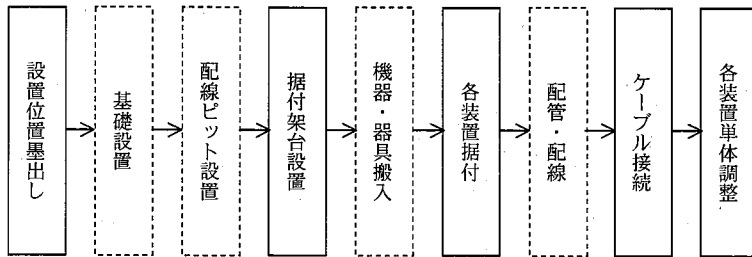 設置位置墨出し
基礎設置
配線ピット設置
据付架台設置
機器・器具搬入
各装置据付
配管・配線
ケーブル接続
各装置単体調整